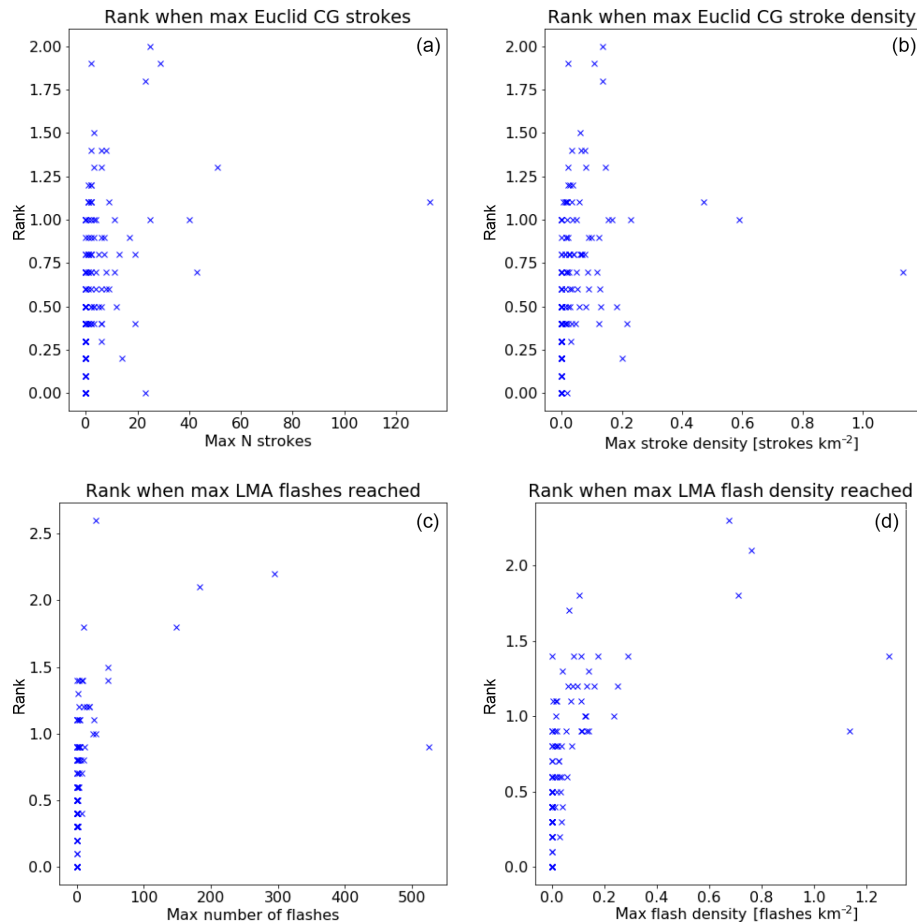 Rank when max Euclid CG strokes
(a)
2.00
1.75
1.50
1.25
1.00
0.75
0.50
0.25
0.00
Rank
0 20 40 60 80 100 120
Max N strokes
Rank when max Euclid CG stroke density
(b)
2.00
1.75
1.50
1.25
1.00
0.75
0.50
0.25
0.00
Rank
0.0 0.2 0.4 0.6 0.8 1.0
Max stroke density [strokes km⁻²]
Rank when max LMA flashes reached
(c)
2.5
2.0
1.5
1.0
0.5
0.0
Rank
0 100 200 300 400 500
Max number of flashes
Rank when max LMA flash density reached
(d)
2.0
1.5
1.0
0.5
0.0
Rank
0.0 0.2 0.4 0.6 0.8 1.0 1.2
Max flash density [flashes km⁻²]